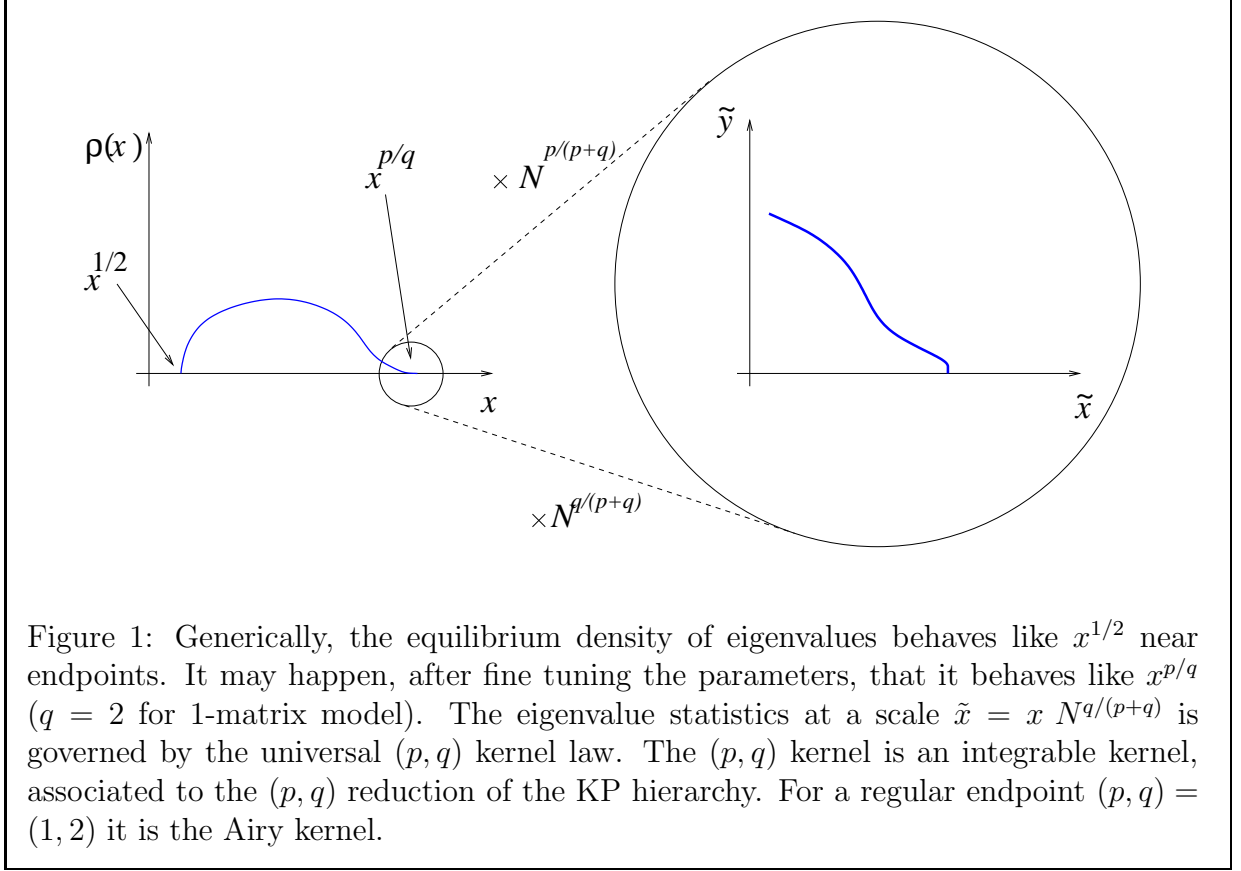 ρ(x)
x^{1/2}
x^{p/q}
× N^{p/(p+q)}
x
×N^{q/(p+q)}
ỹ
x̃
Figure 1: Generically, the equilibrium density of eigenvalues behaves like x^{1/2} near
endpoints. It may happen, after fine tuning the parameters, that it behaves like x^{p/q}
(q = 2 for 1-matrix model). The eigenvalue statistics at a scale x̃ = x N^{q/(p+q)} is
governed by the universal (p, q) kernel law. The (p, q) kernel is an integrable kernel,
associated to the (p, q) reduction of the KP hierarchy. For a regular endpoint (p, q) =
(1, 2) it is the Airy kernel.